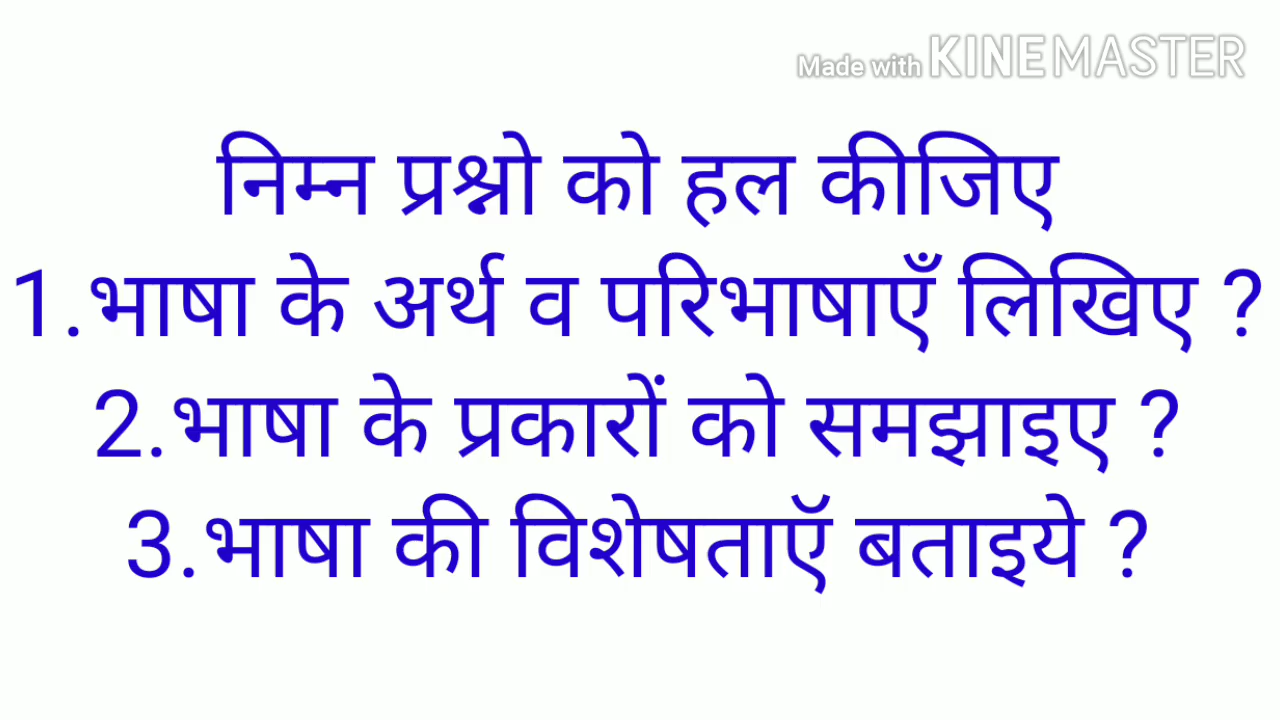 Made with KINEMASTER
निम्न प्रश्नो को हल कीजिए
1.भाषा के अर्थ व परिभाषाएँ लिखिए ?
2.भाषा के प्रकारों को समझाइए ?
3.भाषा की विशेषताऍ बताइये ?